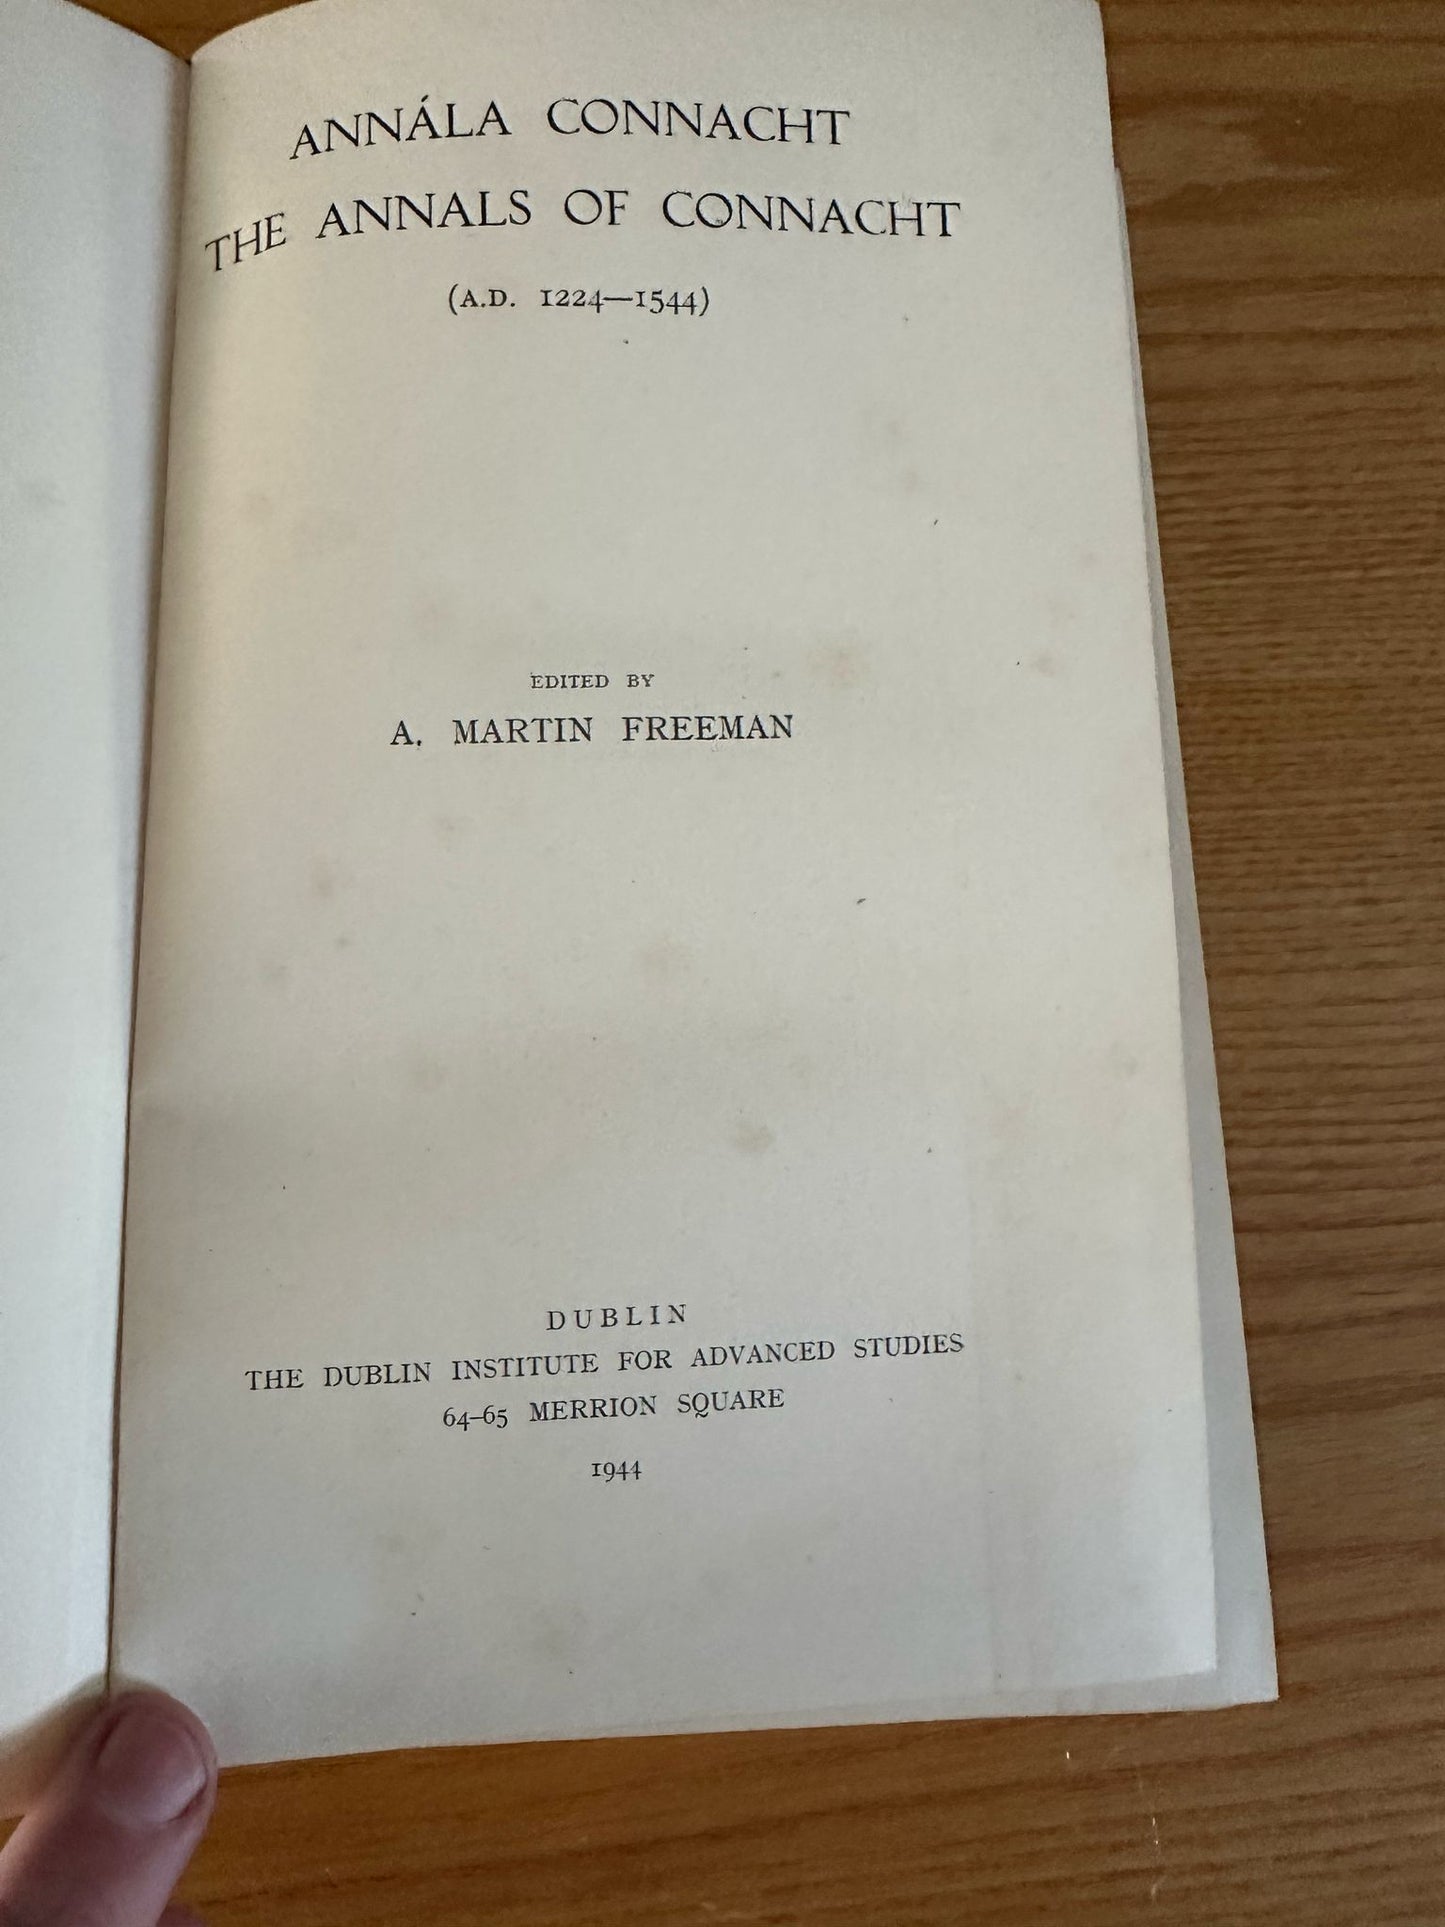 ANNÁLA CONNACHT
THE ANNALS OF CONNACHT
(A.D. 1224—1544)
EDITED BY
A. MARTIN FREEMAN
DUBLIN
THE DUBLIN INSTITUTE FOR ADVANCED STUDIES
64–65 MERRION SQUARE
1944